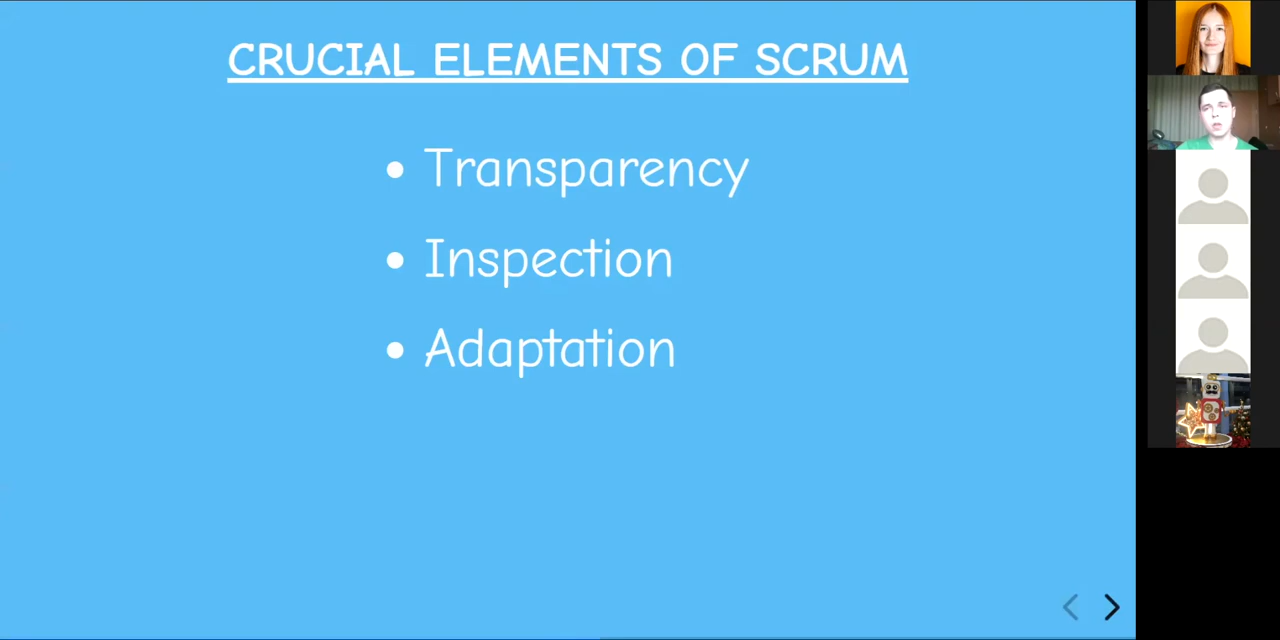 CRUCIAL ELEMENTS OF SCRUM
• Transparency
• Inspection
• Adaptation